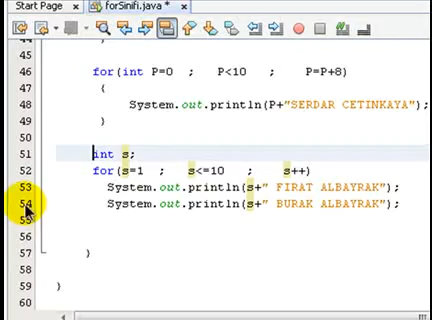 Start Page × forSinifi.java * ×
44 }
45
46 for(int P=0 ; P<10 ; P=P+8)
47 {
48 System.out.println(P+"SERDAR CETINKAYA");
49 }
50
51 int s;
52 for(s=1 ; s<=10 ; s++)
53 System.out.println(s+" FIRAT ALBAYRAK");
54 System.out.println(s+" BURAK ALBAYRAK");
55
56
57 }
58
59 }
60